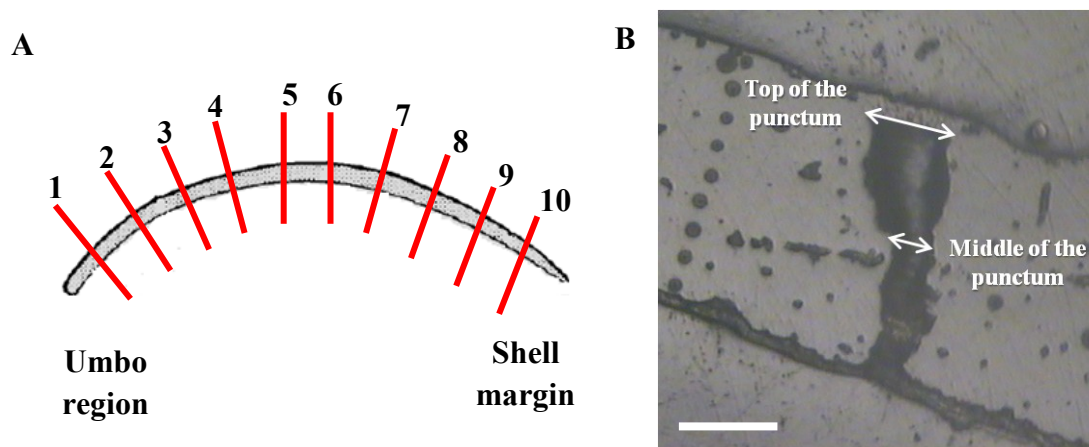 A
1
2
3
4
5
6
7
8
9
10
Umbo
region
Shell
margin
B
Top of the
punctum
Middle of the
punctum